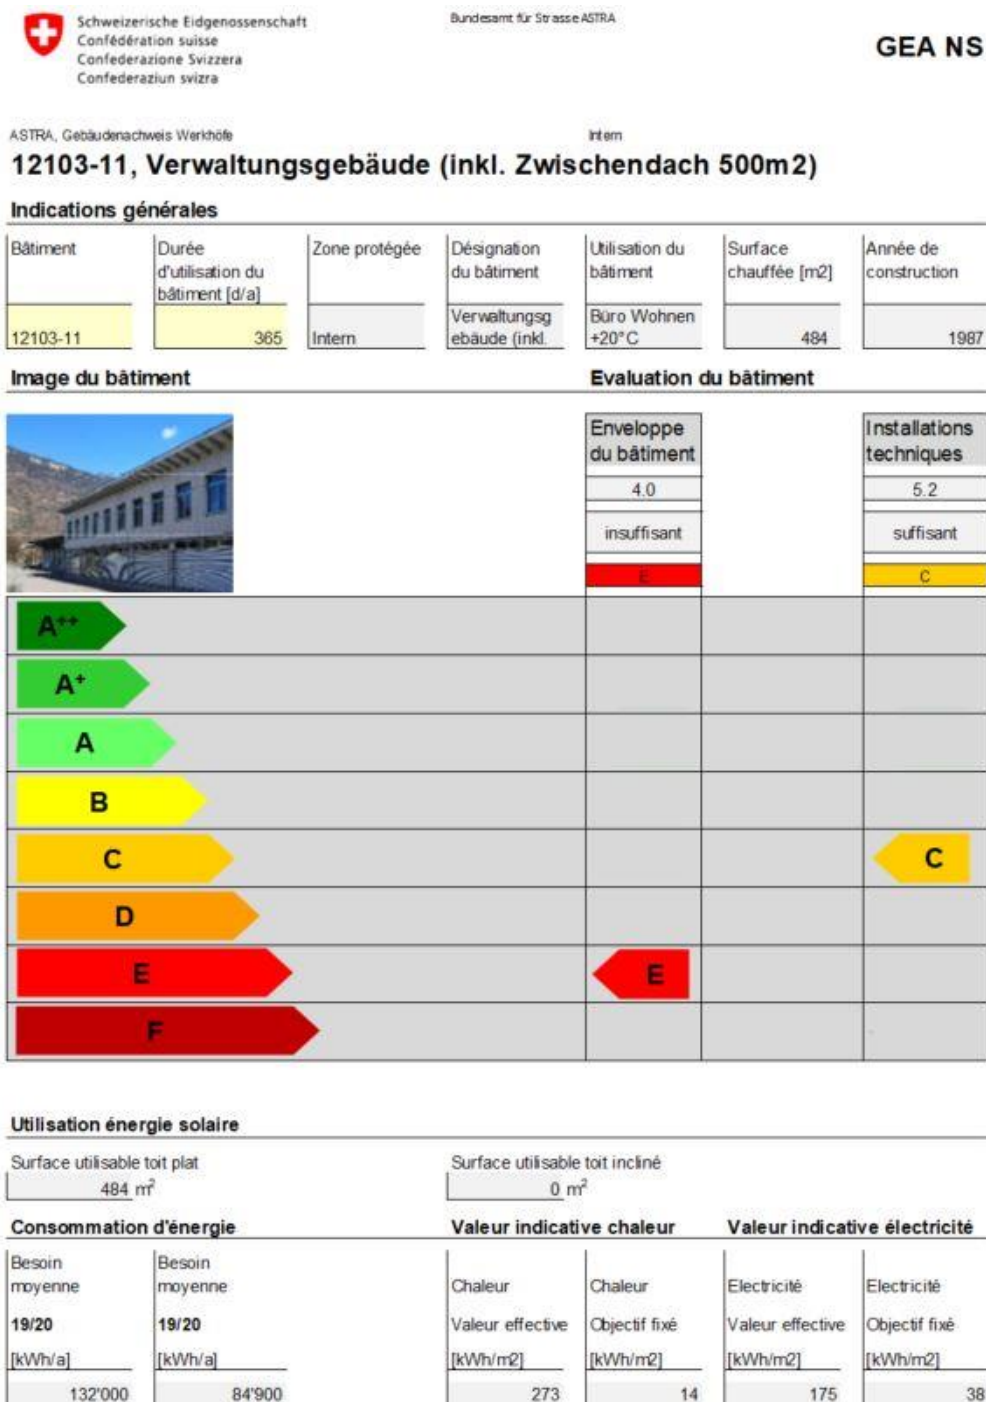 Schweizerische Eidgenossenschaft
Confédération suisse
Confederazione Svizzera
Confederaziun svizra
Bundesamt für Strasse ASTRA
GEA NS
ASTRA, Gebäudenachweis Werkhöfe
Intern
12103-11, Verwaltungsgebäude (inkl. Zwischendach 500m2)
Indications générales
Bâtiment
Durée
d'utilisation du
bâtiment [d/a]
Zone protégée
Désignation
du bâtiment
Utilisation du
bâtiment
Surface
chauffée [m2]
Année de
construction
12103-11
365
Intern
Verwaltungsg
ebäude (inkl.
Büro Wohnen
+20°C
484
1987
Image du bâtiment
Evaluation du bâtiment
Enveloppe
du bâtiment
Installations
techniques
4.0
5.2
insuffisant
suffisant
E
C
A++
A+
A
B
C
C
D
E
E
F
Utilisation énergie solaire
Surface utilisable toit plat
Surface utilisable toit incliné
484 m²
0 m²
Consommation d'énergie
Valeur indicative chaleur
Valeur indicative électricité
Besoin
moyenne
19/20
[kWh/a]
Besoin
moyenne
19/20
[kWh/a]
Chaleur
Valeur effective
[kWh/m2]
Chaleur
Objectif fixé
[kWh/m2]
Electricité
Valeur effective
[kWh/m2]
Electricité
Objectif fixé
[kWh/m2]
132'000
84'900
273
14
175
38